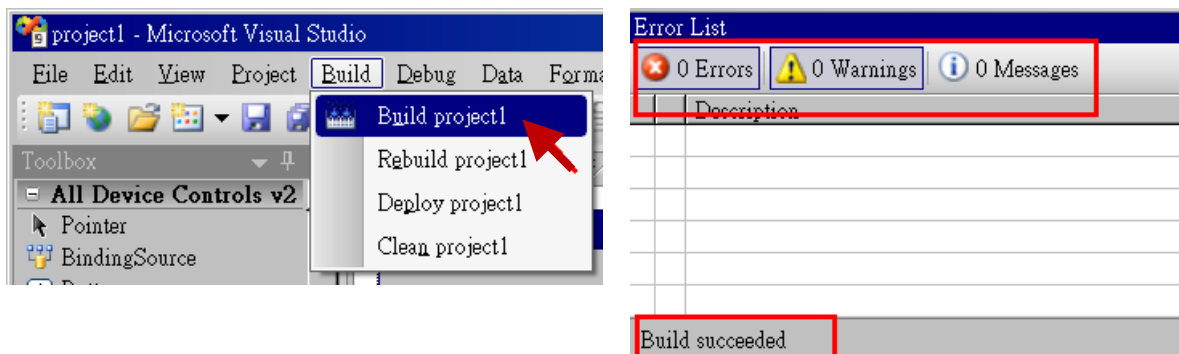 project1 - Microsoft Visual Studio
File Edit View Project Build Debug Data Forma
Build project1
Rebuild project1
Deploy project1
Clean project1
Toolbox
All Device Controls v2
Pointer
BindingSource
Error List
0 Errors 0 Warnings 0 Messages
Description
Build succeeded